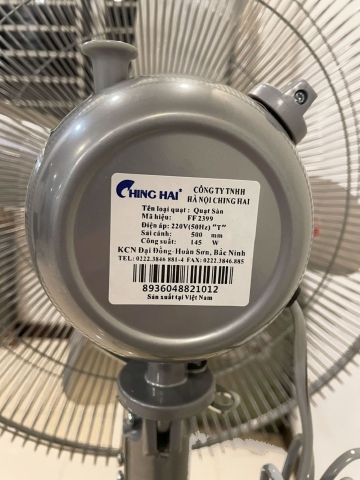 CHING HAI®
CÔNG TY TNHH
HÀ NỘI CHING HAI
Tên loại quạt : Quạt Sàn
Mã hiệu: FF 2399
Điện áp: 220V(50Hz) "T"
Sải cánh: 500 mm
Công suất: 145 W
KCN Đại Đồng-Hoàn Sơn, Bắc Ninh
TEL: 0222.3846 881-4 FAX: 0222.3846.885
8936048821012
Sản xuất tại Việt Nam